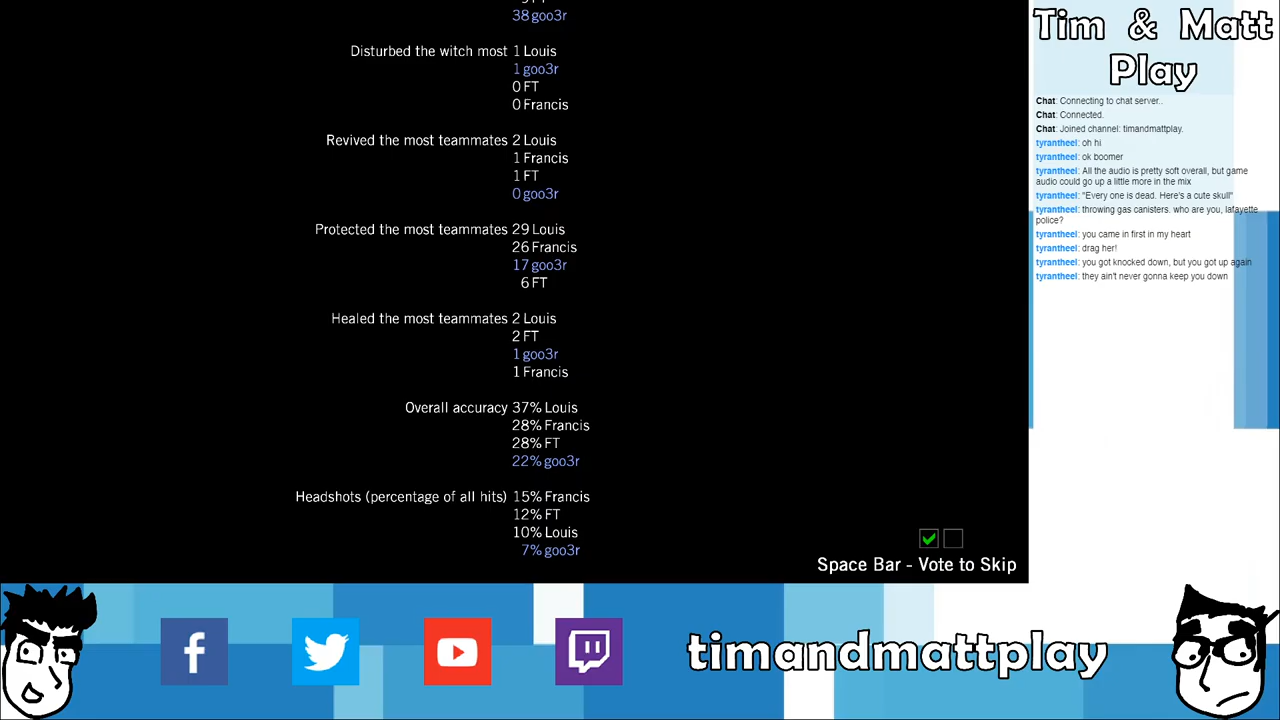 38 goo3r
Disturbed the witch most 1 Louis
1 goo3r
0 FT
0 Francis
Revived the most teammates 2 Louis
1 Francis
1 FT
0 goo3r
Protected the most teammates 29 Louis
26 Francis
17 goo3r
6 FT
Healed the most teammates 2 Louis
2 FT
1 goo3r
1 Francis
Overall accuracy 37% Louis
28% Francis
28% FT
22% goo3r
Headshots (percentage of all hits) 15% Francis
12% FT
10% Louis
7% goo3r
Space Bar - Vote to Skip
Tim & Matt
Play
Chat: Connecting to chat server..
Chat: Connected.
Chat: Joined channel: timandmattplay.
tyrantheel: oh hi
tyrantheel: ok boomer
tyrantheel: All the audio is pretty soft overall, but game
audio could go up a little more in the mix
tyrantheel: "Every one is dead. Here's a cute skull"
tyrantheel: throwing gas canisters. who are you, lafayette
police?
tyrantheel: you came in first in my heart
tyrantheel: drag her!
tyrantheel: you got knocked down, but you got up again
tyrantheel: they ain't never gonna keep you down
timandmattplay